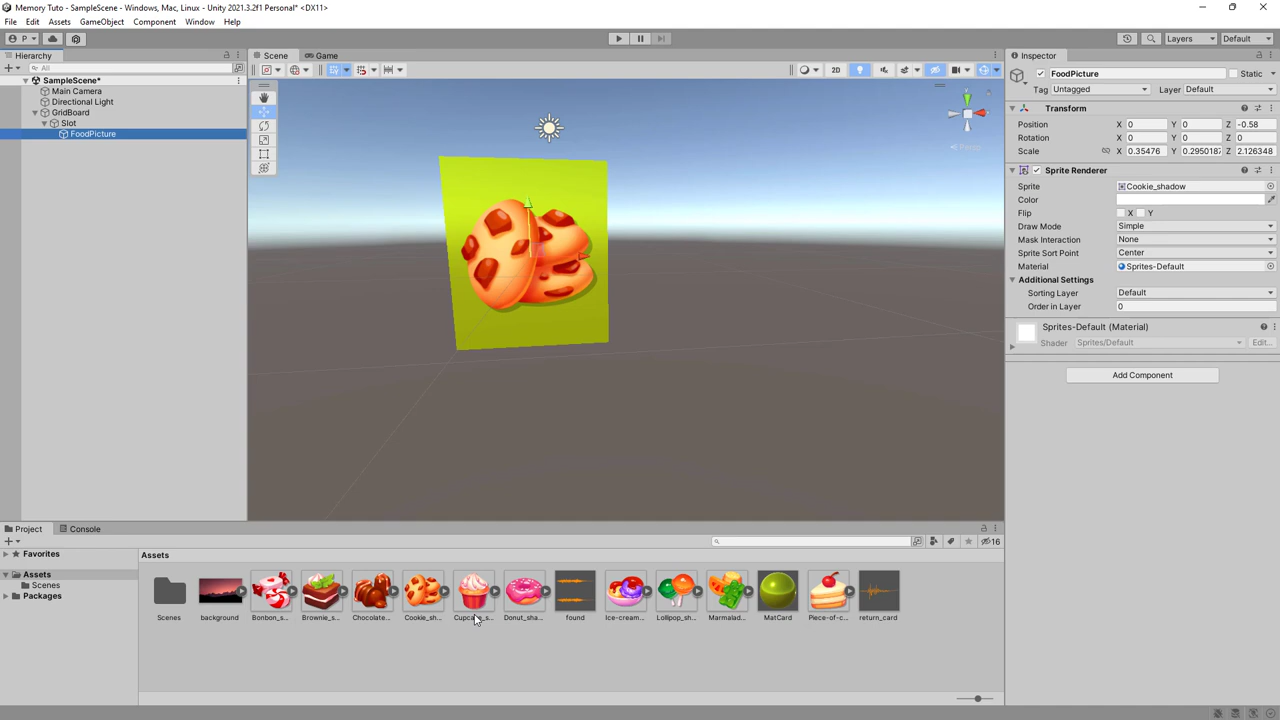 Memory Tuto - SampleScene - Windows, Mac, Linux - Unity 2021.3.2f1 Personal* <DX11>
File Edit Assets GameObject Component Window Help
P Layers Default
Hierarchy Scene Game Inspector
All
2D
SampleScene*
Main Camera
Directional Light
GridBoard
Slot
FoodPicture
Persp
FoodPicture Static
Tag Untagged Layer Default
Transform
Position X 0 Y 0 Z -0.58
Rotation X 0 Y 0 Z 0
Scale X 0.35476 Y 0.295018 Z 2.126348
Sprite Renderer
Sprite Cookie_shadow
Color
Flip X Y
Draw Mode Simple
Mask Interaction None
Sprite Sort Point Center
Material Sprites-Default
Additional Settings
Sorting Layer Default
Order in Layer 0
Sprites-Default (Material)
Shader Sprites/Default Edit...
Add Component
Project Console
16
Favorites
Assets
Scenes
Packages
Assets
Scenes background Bonbon_s... Brownie_s... Chocolate... Cookie_sh... Cupcake_s... Donut_sha... found Ice-cream... Lollipop_sh... Marmalad... MatCard Piece-of-c... return_card